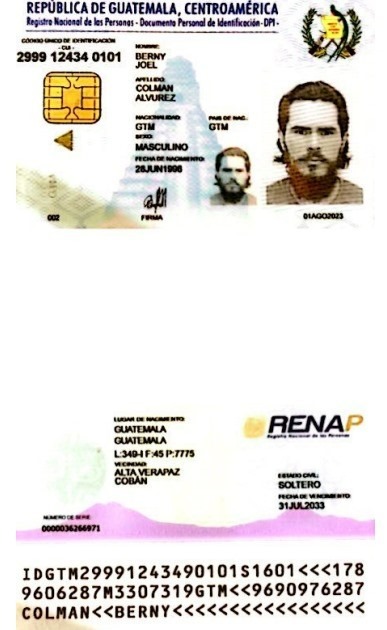 REPÚBLICA DE GUATEMALA, CENTROAMÉRICA
Registro Nacional de las Personas - Documento Personal de Identificación - DPI -
CÓDIGO ÚNICO DE IDENTIFICACIÓN
- CUI -
2999 12434 0101
NOMBRE:
BERNY
JOEL
APELLIDO:
COLMAN
ALVUREZ
NACIONALIDAD:
GTM
PAIS DE NAC.:
GTM
SEXO:
MASCULINO
FECHA DE NACIMIENTO:
28JUN1996
002
FIRMA
01AGO2023
LUGAR DE NACIMIENTO:
GUATEMALA
GUATEMALA
L:349-I F:45 P:7775
VECINDAD:
ALTA VERAPAZ
COBÁN
RENAP
Registro Nacional de las Personas
ESTADO CIVIL:
SOLTERO
FECHA DE VENCIMIENTO:
31JUL2033
NÚMERO DE SERIE:
0000036266971
IDGTM29991243490101S1601<<<178
9606287M3307319GTM<<9690976287
COLMAN<<BERNY<<<<<<<<<<<<<<<<<